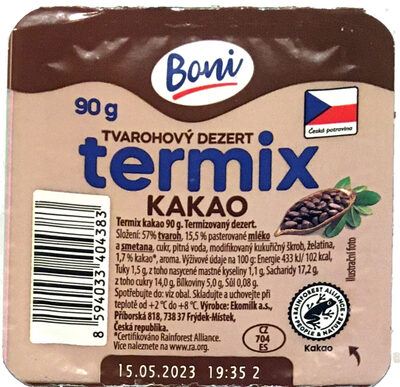 Boni
90 g
TVAROHOVÝ DEZERT
termix
KAKAO
Česká potravina
Termix kakao 90 g. Termizovaný dezert.
Složení: 57% tvaroh, 15,5 % pasterované mléko
a smetana, cukr, pitná voda, modifikovaný kukuřičný škrob, želatina,
1,7 % kakao*, aroma. Výživové údaje na 100 g: Energie 433 kJ/ 102 kcal,
Tuky 1,5 g, z toho nasycené mastné kyseliny 1,1 g, Sacharidy 17,2 g,
z toho cukry 14,0 g, Bílkoviny 5,0 g, Sůl 0,08 g.
Spotřebujte do: viz obal. Skladujte a uchovejte při
teplotě od +2 °C do +8 °C. Výrobce: Ekomilk a.s.,
Příborská 818, 738 37 Frýdek-Místek,
Česká republika.
*Certifikováno Rainforest Alliance.
Více naleznete na www.ra.org.
Ilustrační foto
RAINFOREST ALLIANCE
PEOPLE & NATURE
Kakao
CZ
704
ES
8 594033 404383
15.05.2023 19:35 2